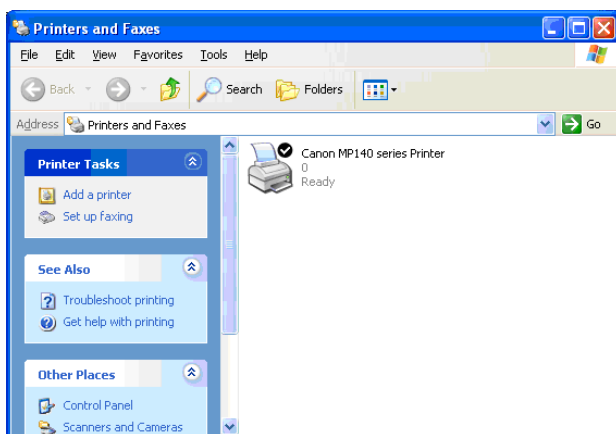 Printers and Faxes
File Edit View Favorites Tools Help
Back Search Folders
Address Printers and Faxes Go
Printer Tasks
Add a printer
Set up faxing
See Also
Troubleshoot printing
Get help with printing
Other Places
Control Panel
Scanners and Cameras
Canon MP140 series Printer
0
Ready